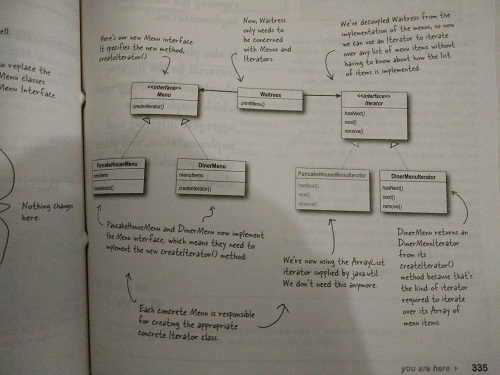 ell.
o replace the
Menu classes
Menu Interface.
Nothing changes
here.
Here's our new Menu interface.
It specifies the new method,
createIterator()
Now, Waitress
only needs to
be concerned
with Menus and
Iterators.
We've decoupled Waitress from the
implementation of the menus, so now
we can use an Iterator to iterate
over any list of menu items without
having to know about how the list
of items is implemented.
<<interface>>
Menu
createIterator()
Waitress
printMenu()
<<interface>>
Iterator
hasNext()
next()
remove()
PancakeHouseMenu
menuItems
createIterator()
DinerMenu
menuItems
createIterator()
PancakeHouseMenuIterator
hasNext()
next()
remove()
DinerMenuIterator
hasNext()
next()
remove()
PancakeHouseMenu and DinerMenu now implement
the Menu interface, which means they need to
implement the new createIterator() method.
We're now using the ArrayList
iterator supplied by java.util.
We don't need this anymore.
DinerMenu returns an
DinerMenuIterator
from its
createIterator()
method because that's
the kind of iterator
required to iterate
over its Array of
menu items.
Each concrete Menu is responsible
for creating the appropriate
concrete Iterator class.
you are here 335